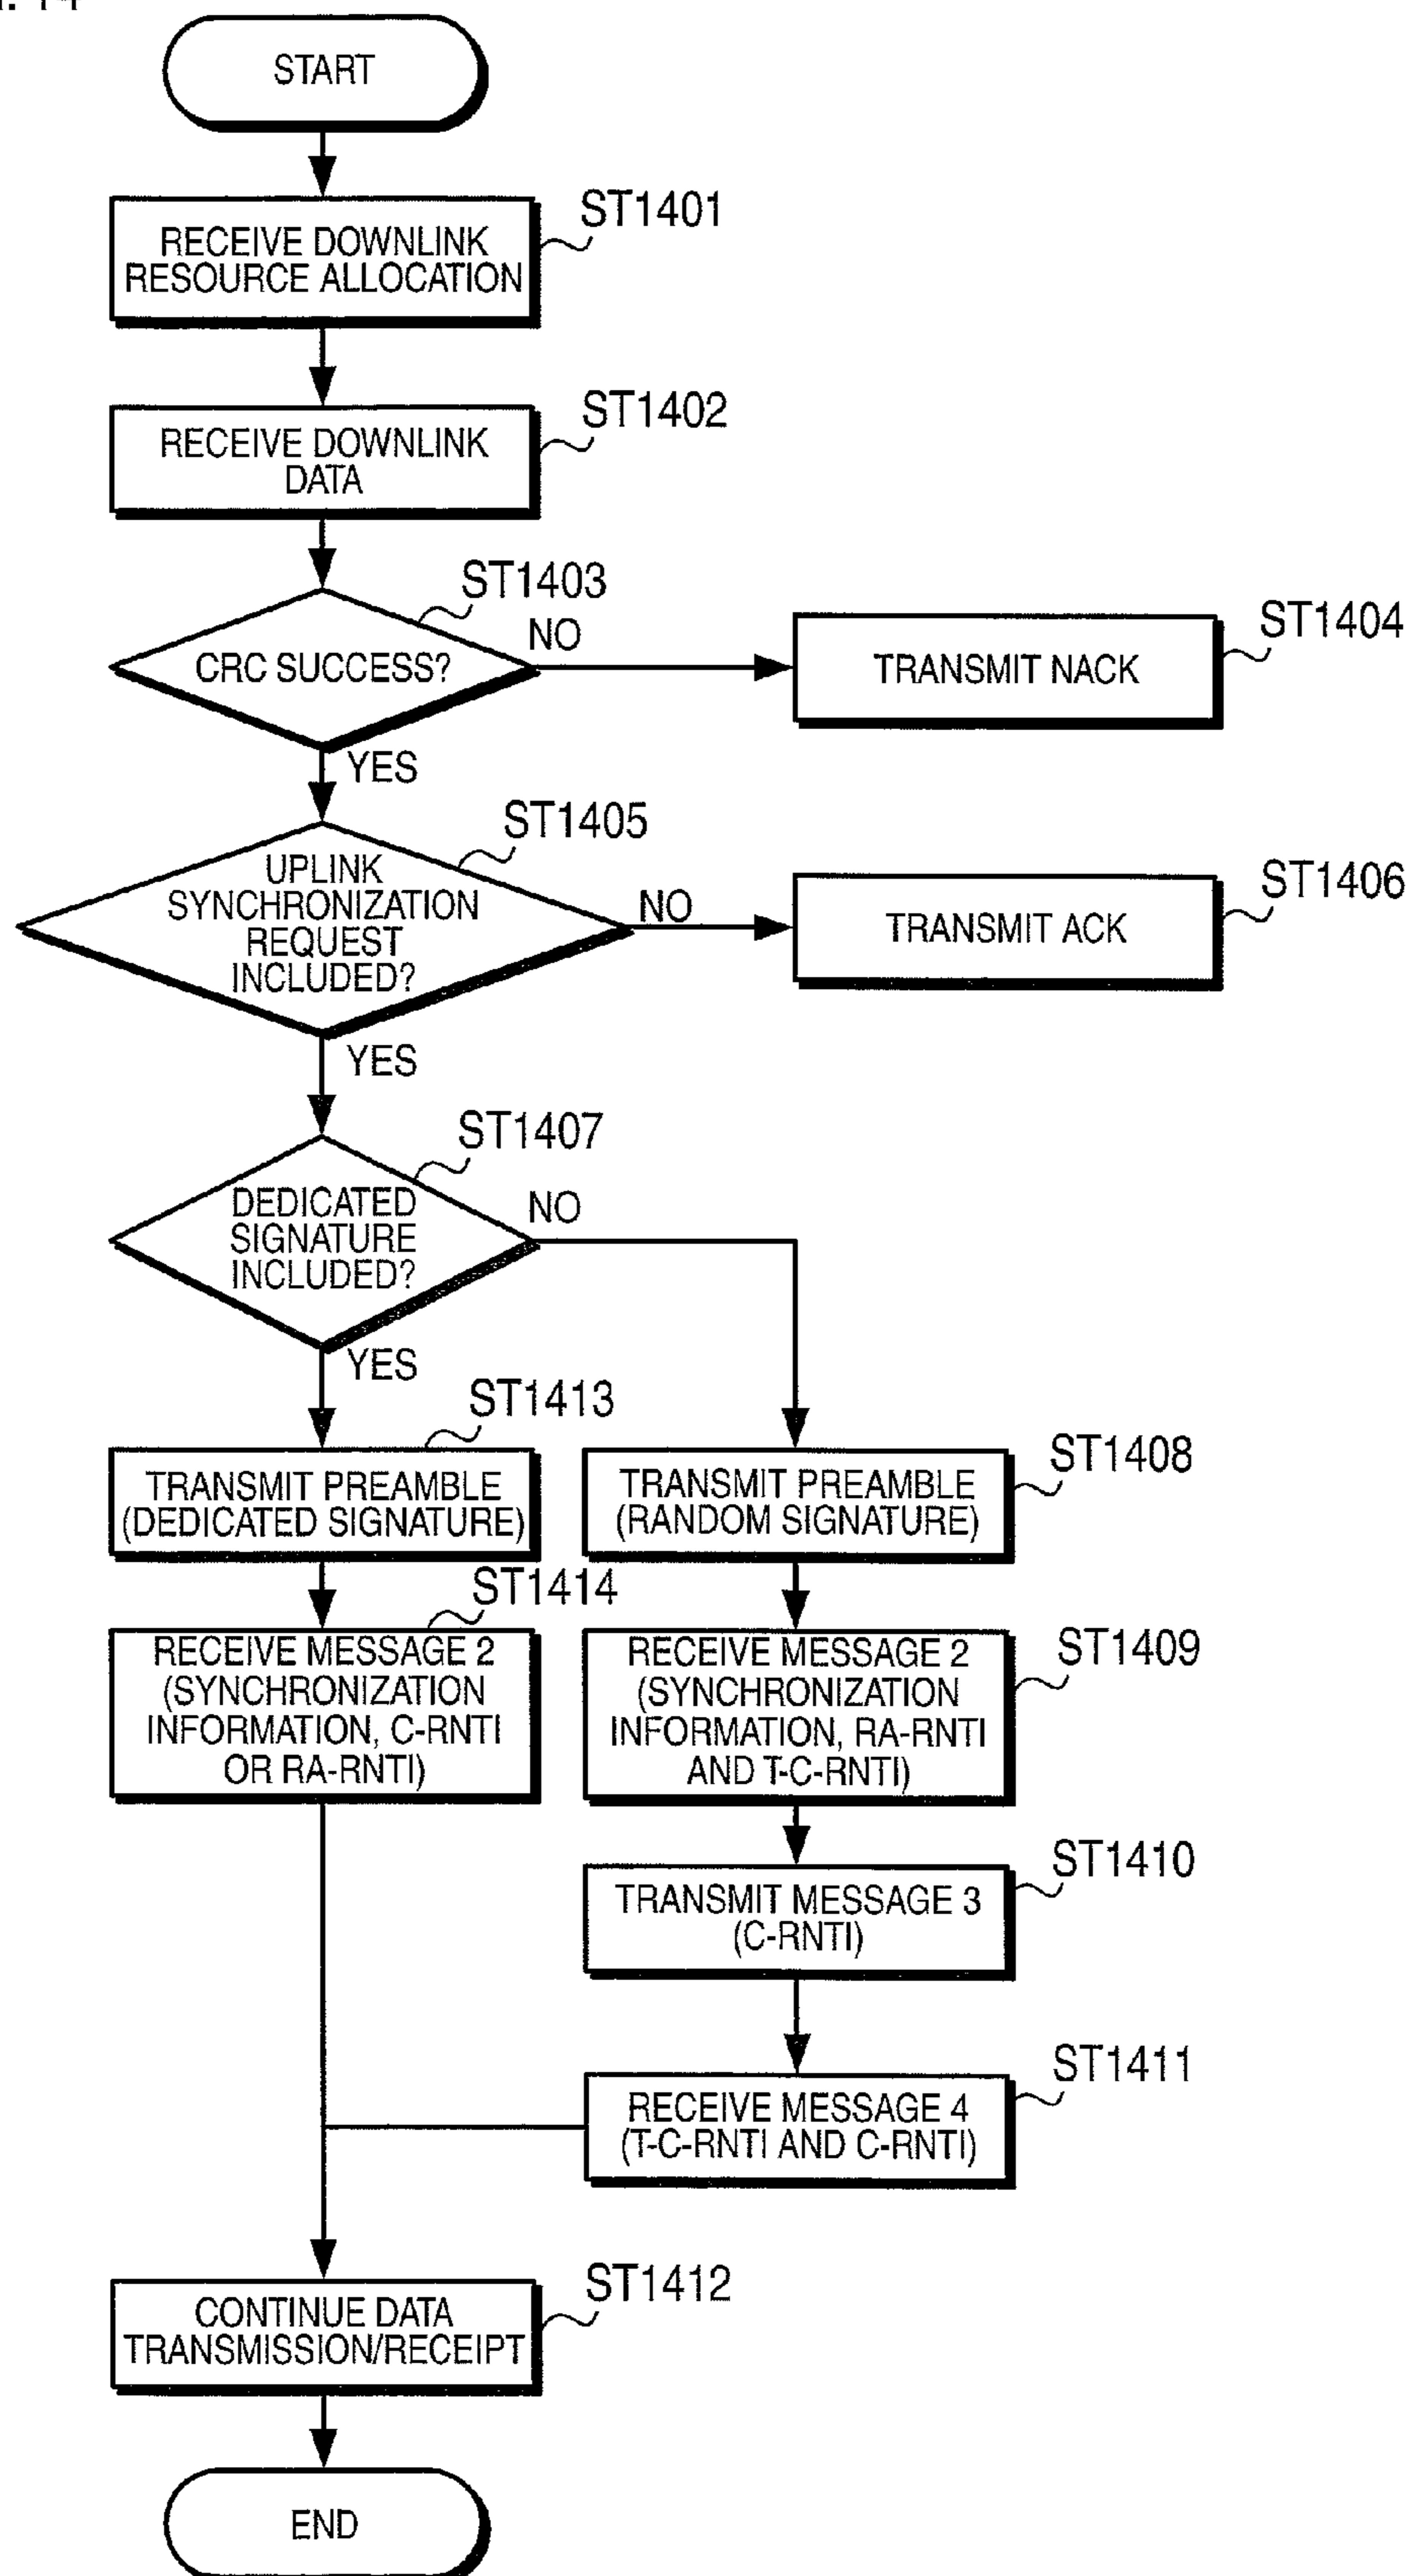 START
ST1401
RECEIVE DOWNLINK
RESOURCE ALLOCATION
ST1402
RECEIVE DOWNLINK
DATA
ST1403
CRC SUCCESS?
NO
ST1404
TRANSMIT NACK
YES
ST1405
UPLINK
SYNCHRONIZATION
REQUEST
INCLUDED?
NO
ST1406
TRANSMIT ACK
YES
ST1407
DEDICATED
SIGNATURE
INCLUDED?
NO
YES
ST1413
TRANSMIT PREAMBLE
(DEDICATED SIGNATURE)
ST1408
TRANSMIT PREAMBLE
(RANDOM SIGNATURE)
ST1414
RECEIVE MESSAGE 2
(SYNCHRONIZATION
INFORMATION, C-RNTI
OR RA-RNTI)
ST1409
RECEIVE MESSAGE 2
(SYNCHRONIZATION
INFORMATION, RA-RNTI
AND T-C-RNTI)
ST1410
TRANSMIT MESSAGE 3
(C-RNTI)
ST1411
RECEIVE MESSAGE 4
(T-C-RNTI AND C-RNTI)
ST1412
CONTINUE DATA
TRANSMISSION/RECEIPT
END